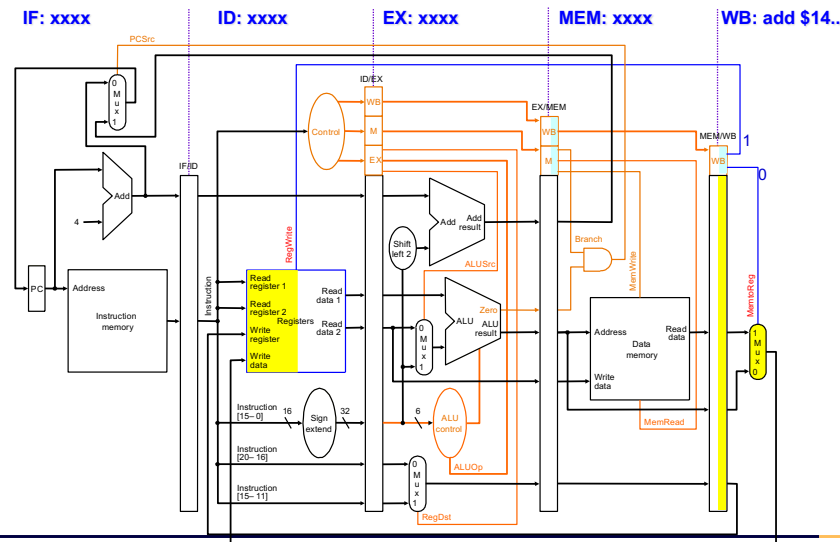 IF: xxxx
ID: xxxx
EX: xxxx
MEM: xxxx
WB: add $14..
PCSrc
0
M
u
x
1
Add
4
PC
Address
Instruction
memory
IF/ID
Instruction
RegWrite
Control
ID/EX
WB
M
EX
EX/MEM
WB
M
MEM/WB
WB
1
0
Read
register 1
Read
register 2
Write
register
Write
data
Registers
Read
data 1
Read
data 2
Shift
left 2
Add
Add
result
ALUSrc
0
M
u
x
1
ALU
Zero
ALU
result
Branch
MemWrite
Address
Write
data
Read
data
Data
memory
MemRead
MemtoReg
1
M
u
x
0
Instruction
[15–0]
16
Sign
extend
32
6
ALU
control
ALUOp
Instruction
[20–16]
Instruction
[15–11]
0
M
u
x
1
RegDst